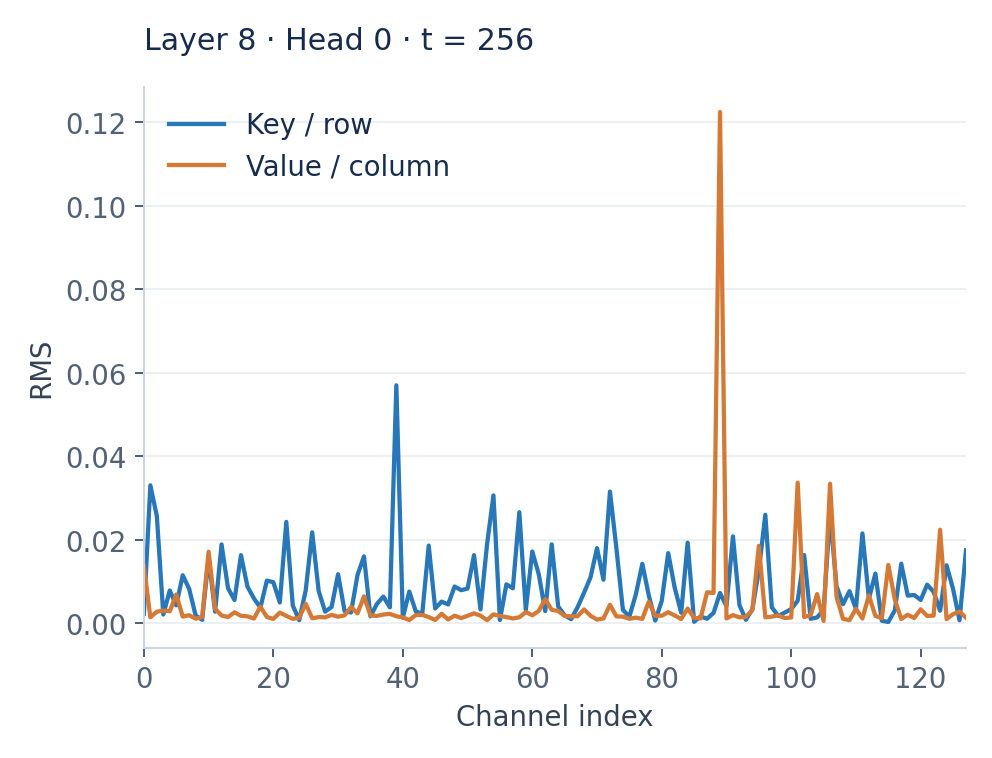 Layer 8 · Head 0 · t = 256
Key / row
Value / column
0.12
0.10
0.08
0.06
0.04
0.02
0.00
RMS
0 20 40 60 80 100 120
Channel index